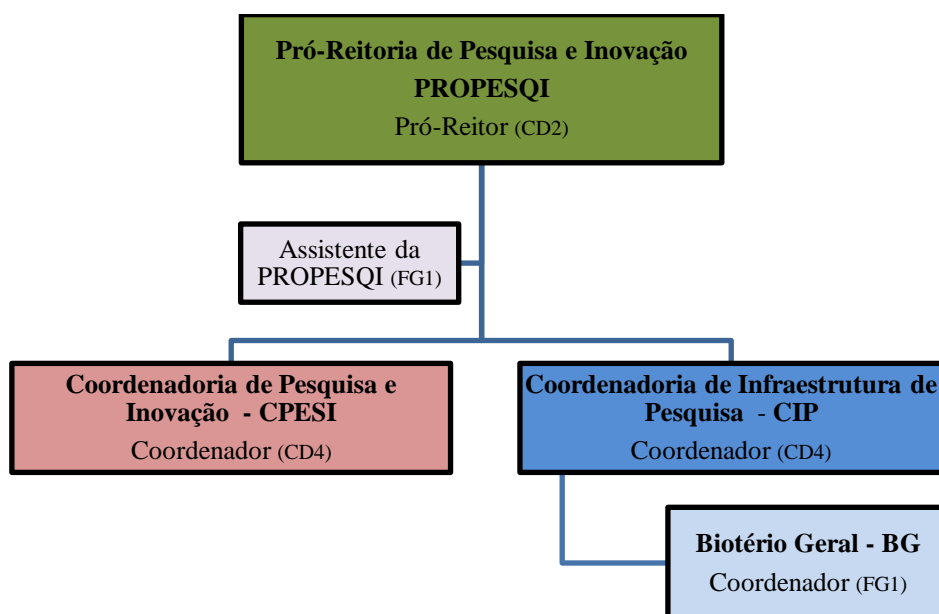 Pró-Reitoria de Pesquisa e Inovação
PROPESQI
Pró-Reitor (CD2)
Assistente da
PROPESQI (FG1)
Coordenadoria de Pesquisa e
Inovação - CPESI
Coordenador (CD4)
Coordenadoria de Infraestrutura de
Pesquisa - CIP
Coordenador (CD4)
Biotério Geral - BG
Coordenador (FG1)